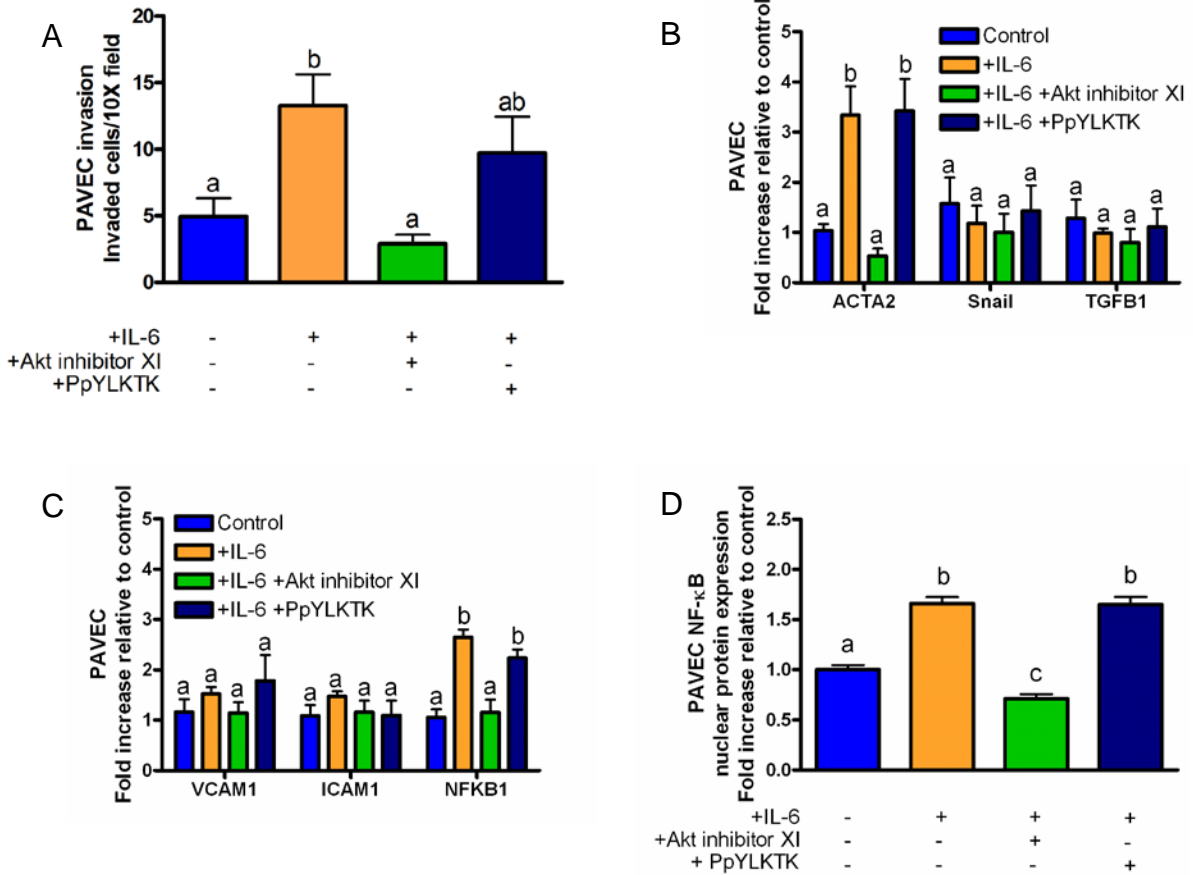 A
PAVEC invasion
Invaded cells/10X field
20
15
10
5
0
a
b
a
ab
+IL-6 - + + +
+Akt inhibitor XI - - + -
+PpYLKTK - - - +
B
PAVEC
Fold increase relative to control
5
4
3
2
1
0
Control
+IL-6
+IL-6 +Akt inhibitor XI
+IL-6 +PpYLKTK
a b a b
a a a a
a a a a
ACTA2 Snail TGFB1
C
PAVEC
Fold increase relative to control
5
4
3
2
1
0
Control
+IL-6
+IL-6 +Akt inhibitor XI
+IL-6 +PpYLKTK
a a a a
a a a a
a b a b
VCAM1 ICAM1 NFKB1
D
PAVEC NF-κB
nuclear protein expression
Fold increase relative to control
2.5
2.0
1.5
1.0
0.5
0.0
a
b
c
b
+IL-6 - + + +
+Akt inhibitor XI - - + -
+ PpYLKTK - - - +